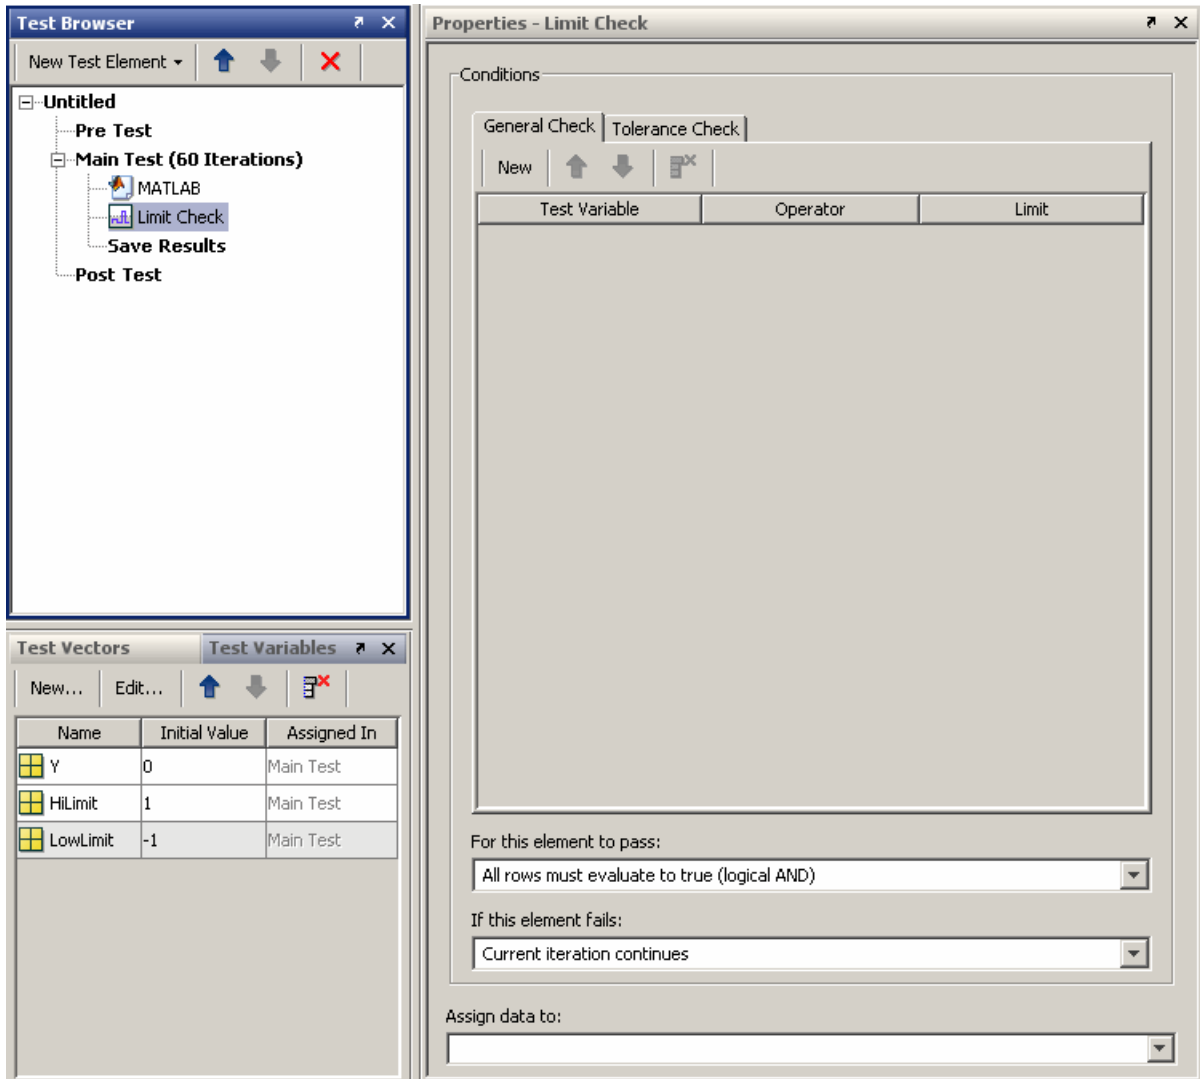 Test Browser
New Test Element
Untitled
Pre Test
Main Test (60 Iterations)
MATLAB
Limit Check
Save Results
Post Test
Test Vectors
Test Variables
New... Edit...
Name Initial Value Assigned In
Y 0 Main Test
HiLimit 1 Main Test
LowLimit -1 Main Test
Properties - Limit Check
Conditions
General Check Tolerance Check
New
Test Variable Operator Limit
For this element to pass:
All rows must evaluate to true (logical AND)
If this element fails:
Current iteration continues
Assign data to: